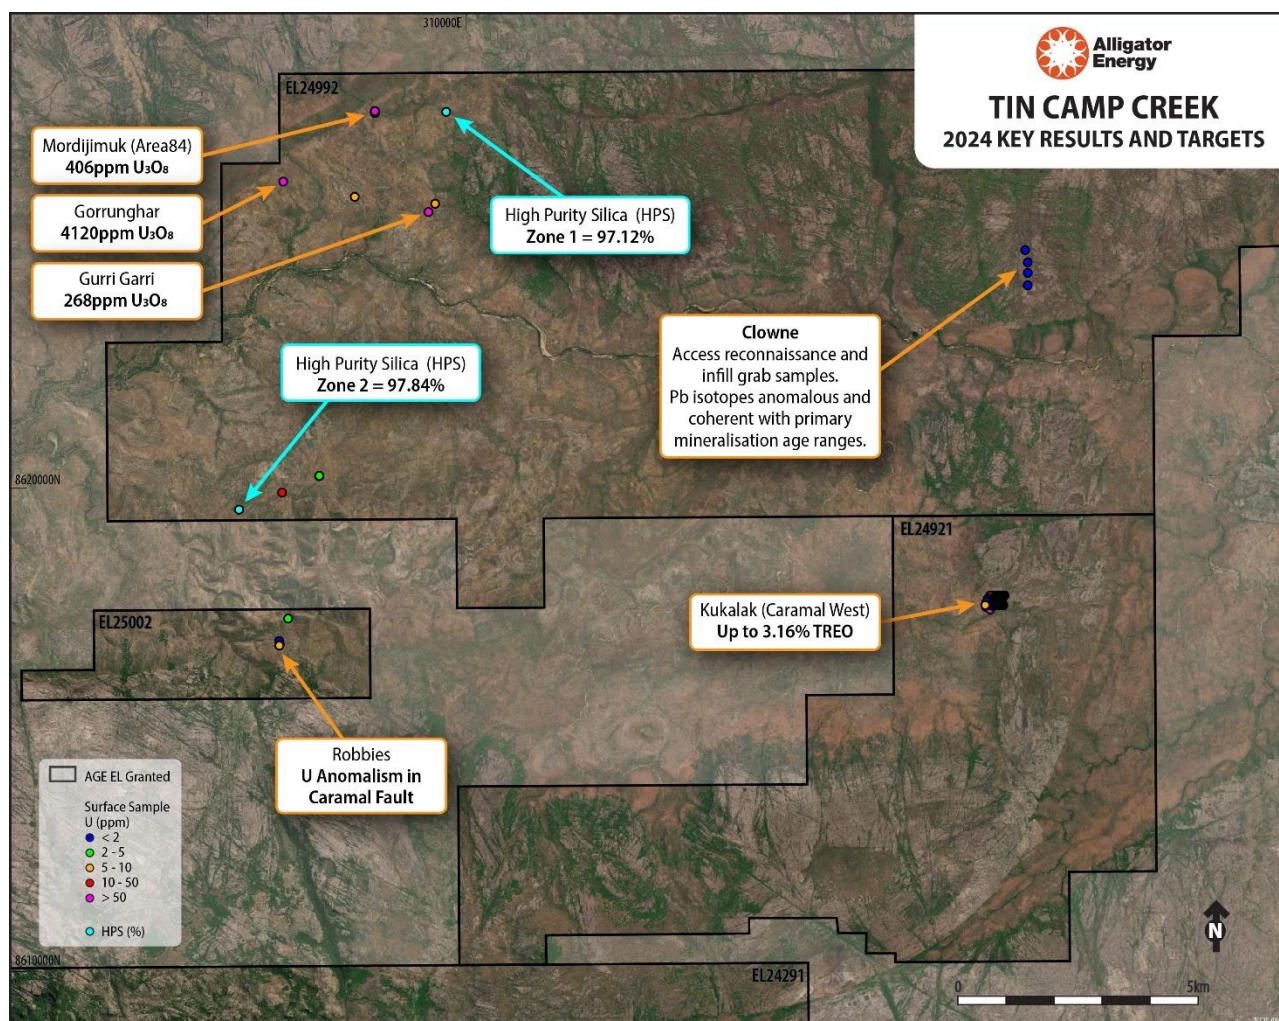 310000E
Alligator
Energy
TIN CAMP CREEK
2024 KEY RESULTS AND TARGETS
EL24992
Mordijimuk (Area84)
406ppm U₃O₈
Gorrunghar
4120ppm U₃O₈
Gurri Garri
268ppm U₃O₈
High Purity Silica (HPS)
Zone 1 = 97.12%
High Purity Silica (HPS)
Zone 2 = 97.84%
Clowne
Access reconnaissance and
infill grab samples.
Pb isotopes anomalous and
coherent with primary
mineralisation age ranges.
8620000N
EL24921
EL25002
Kukalak (Caramal West)
Up to 3.16% TREO
Robbies
U Anomalism in
Caramal Fault
AGE EL Granted
Surface Sample
U (ppm)
< 2
2 - 5
5 - 10
10 - 50
> 50
HPS (%)
8610000N
EL24291
N
0
5km